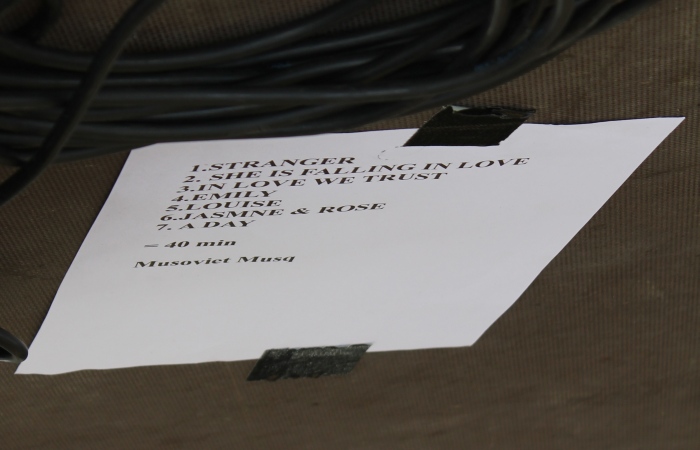 1.STRANGER
2. SHE IS FALLING IN LOVE
3.IN LOVE WE TRUST
4.EMILY
5.LOUISE
6.JASMNE & ROSE
7. A DAY
= 40 min
Musoviet Musq